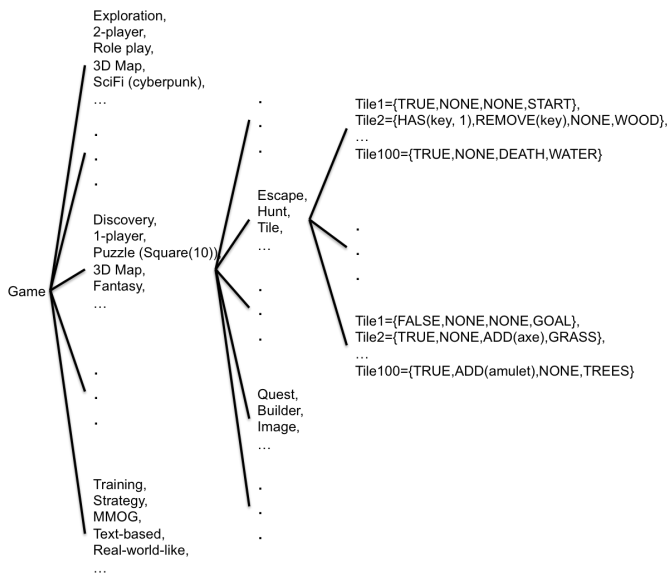 Game
Exploration,
2-player,
Role play,
3D Map,
SciFi (cyberpunk),
…
.
.
.
Discovery,
1-player,
Puzzle (Square(10)),
3D Map,
Fantasy,
…
.
.
.
Training,
Strategy,
MMOG,
Text-based,
Real-world-like,
…
.
.
.
Escape,
Hunt,
Tile,
…
.
.
.
Quest,
Builder,
Image,
…
.
.
.
Tile1={TRUE,NONE,NONE,START},
Tile2={HAS(key, 1),REMOVE(key),NONE,WOOD},
…
Tile100={TRUE,NONE,DEATH,WATER}
.
.
.
Tile1={FALSE,NONE,NONE,GOAL},
Tile2={TRUE,NONE,ADD(axe),GRASS},
…
Tile100={TRUE,ADD(amulet),NONE,TREES}